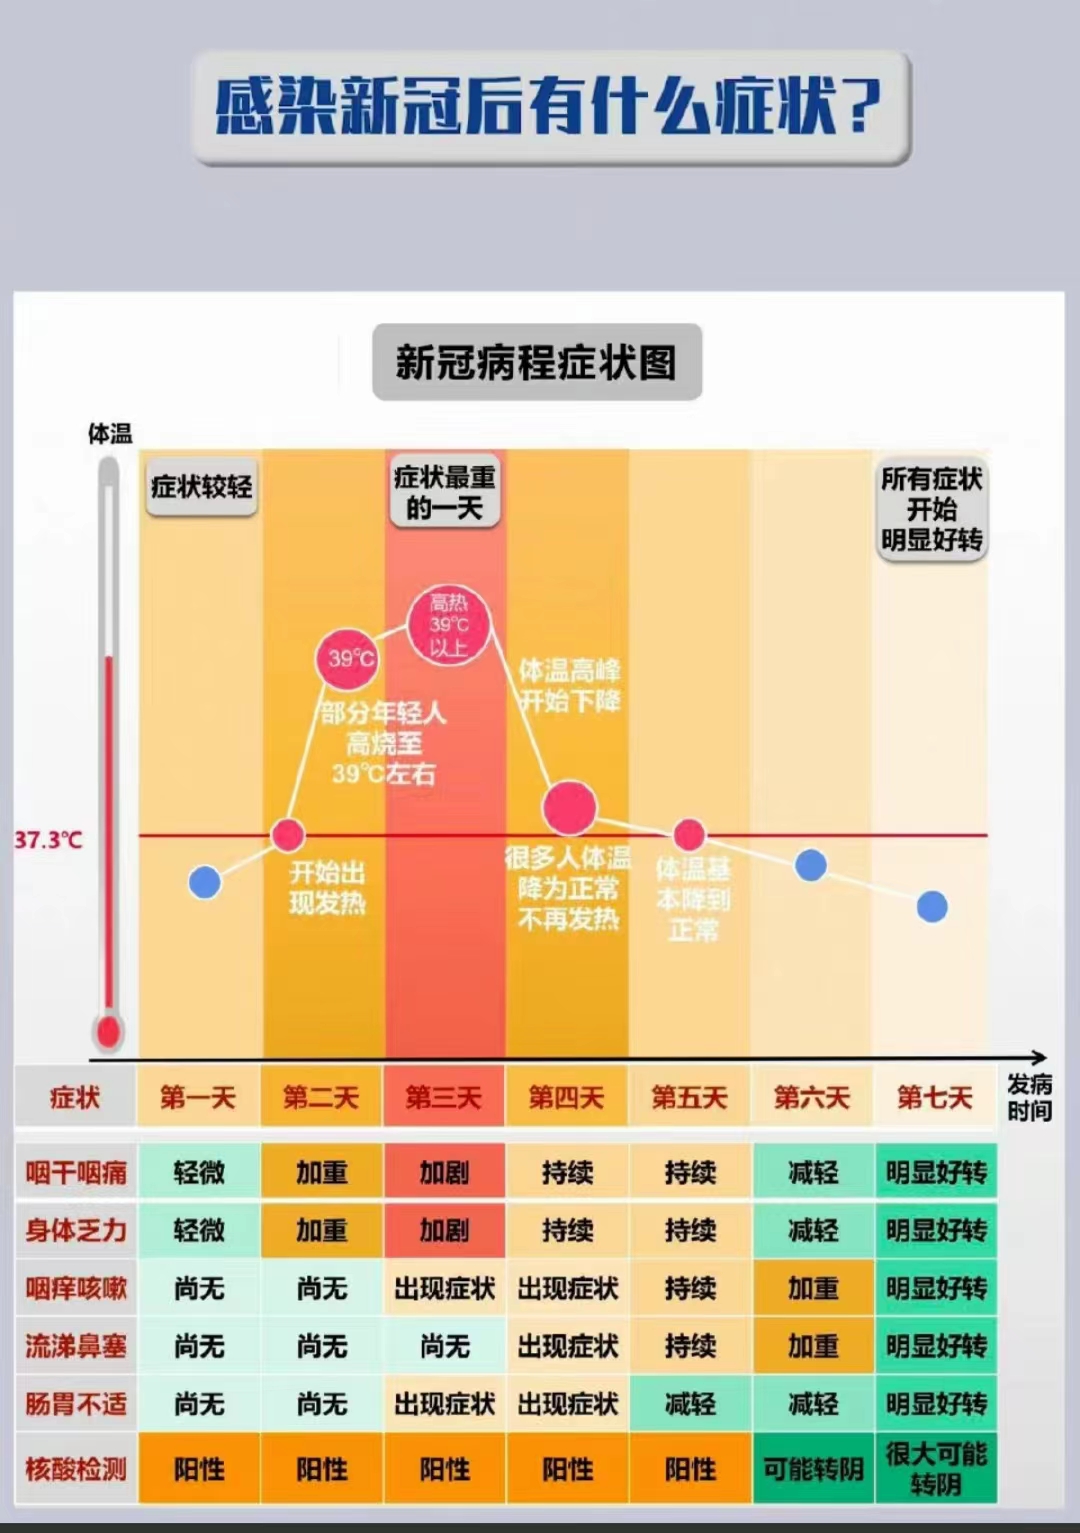 感染新冠后有什么症状？
新冠病程症状图
体温
症状较轻
症状最重
的一天
所有症状
开始
明显好转
高热
39℃
以上
39℃
体温高峰
开始下降
部分年轻人
高烧至
39℃左右
37.3℃
开始出
现发热
很多人体温
降为正常
不再发热
体温基
本降到
正常
症状 第一天 第二天 第三天 第四天 第五天 第六天 第七天
发病
时间
咽干咽痛 轻微 加重 加剧 持续 持续 减轻 明显好转
身体乏力 轻微 加重 加剧 持续 持续 减轻 明显好转
咽痒咳嗽 尚无 尚无 出现症状 出现症状 持续 加重 明显好转
流涕鼻塞 尚无 尚无 尚无 出现症状 持续 加重 明显好转
肠胃不适 尚无 尚无 出现症状 出现症状 减轻 减轻 明显好转
核酸检测 阳性 阳性 阳性 阳性 阳性 可能转阴 很大可能
转阴